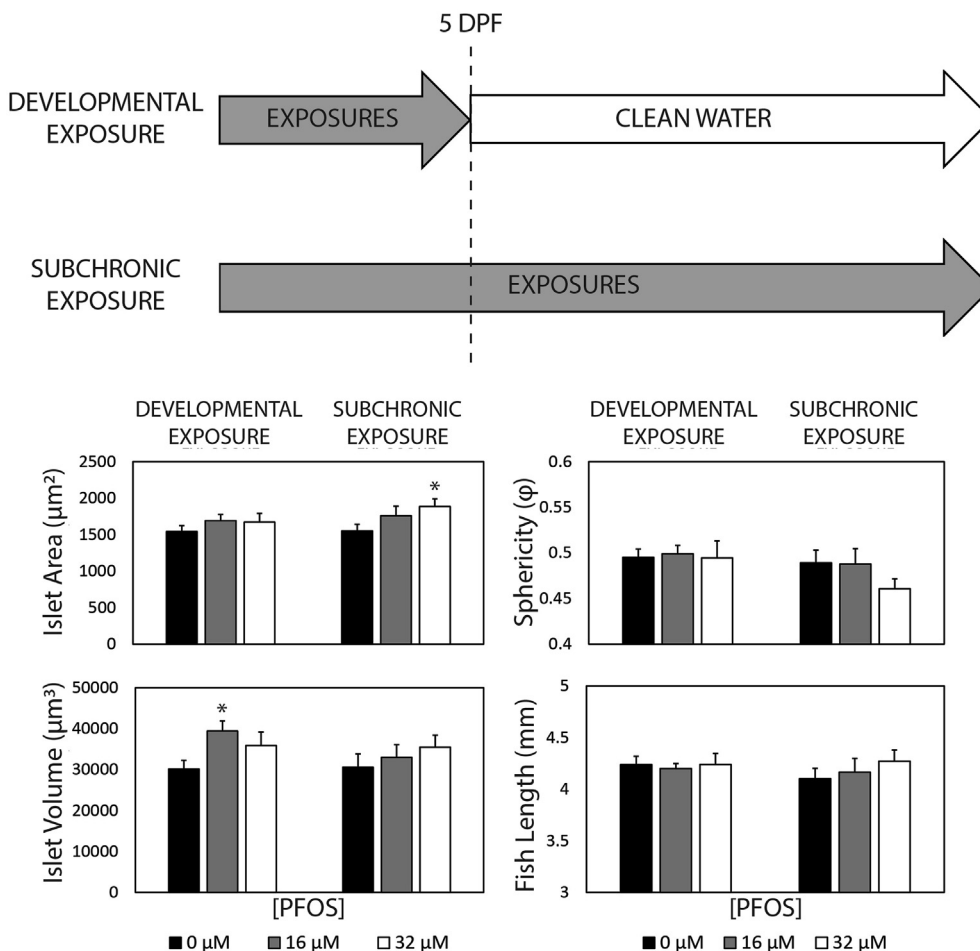 5 DPF
DEVELOPMENTAL
EXPOSURE
EXPOSURES
CLEAN WATER
SUBCHRONIC
EXPOSURE
EXPOSURES
DEVELOPMENTAL
EXPOSURE
SUBCHRONIC
EXPOSURE
Islet Area (µm²)
2500
2000
1500
1000
500
0
*
DEVELOPMENTAL
EXPOSURE
SUBCHRONIC
EXPOSURE
Sphericity (φ)
0.6
0.55
0.5
0.45
0.4
Islet Volume (µm³)
50000
40000
30000
20000
10000
0
*
Fish Length (mm)
5
4.5
4
3.5
3
[PFOS]
[PFOS]
0 µM 16 µM 32 µM
0 µM 16 µM 32 µM